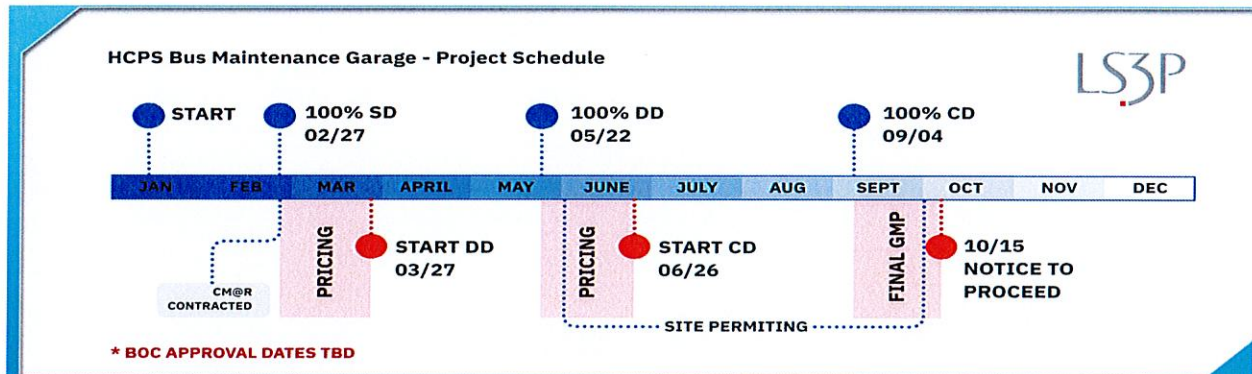 HCPS Bus Maintenance Garage - Project Schedule
LS3P
START
100% SD
02/27
100% DD
05/22
100% CD
09/04
JAN FEB MAR APRIL MAY JUNE JULY AUG SEPT OCT NOV DEC
PRICING
START DD
03/27
PRICING
START CD
06/26
FINAL GMP
10/15
NOTICE TO
PROCEED
CM@R
CONTRACTED
SITE PERMITING
* BOC APPROVAL DATES TBD